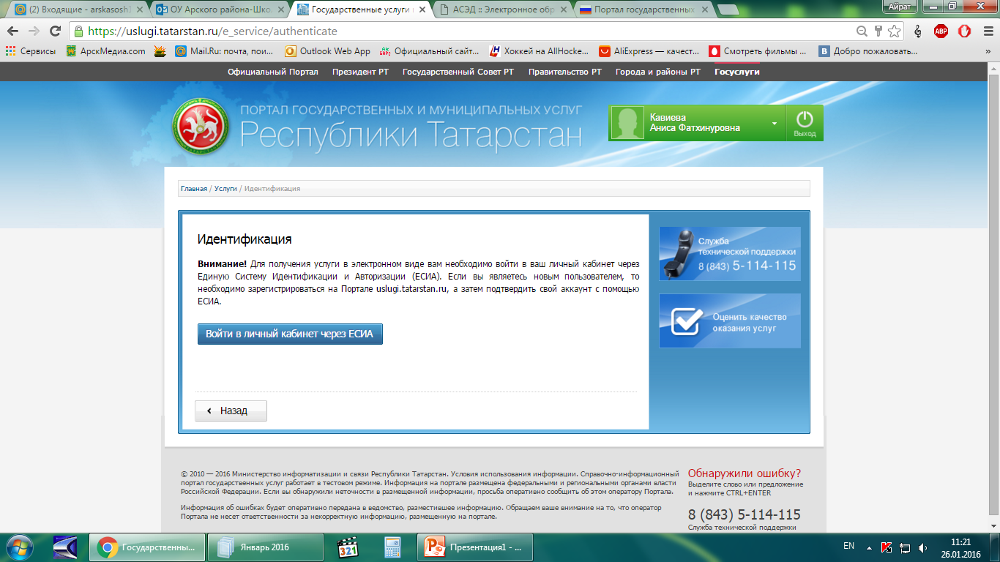 (2) Входящие - arskasosh1
ОУ Арского района-Шко
Государственные услуги
АСЭД :: Электронное обр
Портал государственных
Айрат
https://uslugi.tatarstan.ru/e_service/authenticate
Сервисы
АрскМедиа.com
Mail.Ru: почта, пои...
Outlook Web App
Официальный сайт...
Хоккей на AllHocke...
AliExpress — качест...
Смотреть фильмы ...
Добро пожаловать...
»
Официальный Портал
Президент РТ
Государственный Совет РТ
Правительство РТ
Города и районы РТ
Госуслуги
ПОРТАЛ ГОСУДАРСТВЕННЫХ И МУНИЦИПАЛЬНЫХ УСЛУГ
Республики Татарстан
Кавиева
Аниса Фатхинуровна
Выход
Главная / Услуги / Идентификация
Идентификация
Внимание! Для получения услуги в электронном виде вам необходимо войти в ваш личный кабинет через
Единую Систему Идентификации и Авторизации (ЕСИА). Если вы являетесь новым пользователем, то
необходимо зарегистрироваться на Портале uslugi.tatarstan.ru, а затем подтвердить свой аккаунт с помощью
ЕСИА.
Войти в личный кабинет через ЕСИА
Назад
Служба
технической поддержки
8 (843) 5-114-115
Оценить качество
оказания услуг
© 2010 — 2016 Министерство информатизации и связи Республики Татарстан. Условия использования информации. Справочно-информационный
портал государственных услуг работает в тестовом режиме. Информация на портале размещена федеральными и региональными органами власти
Российской Федерации. Если вы обнаружили неточности в размещенной информации, просьба оперативно сообщить об этом оператору Портала.
Информация об ошибках будет оперативно передана в ведомство, разместившее информацию. Обращаем ваше внимание на то, что оператор
Портала не несет ответственности за некорректную информацию, размещенную на портале.
Обнаружили ошибку?
Выделите слово или предложение
и нажмите CTRL+ENTER
8 (843) 5-114-115
Служба технической поддержки
Государственны...
Январь 2016
321
Презентация1 - ...
EN
11:21
26.01.2016